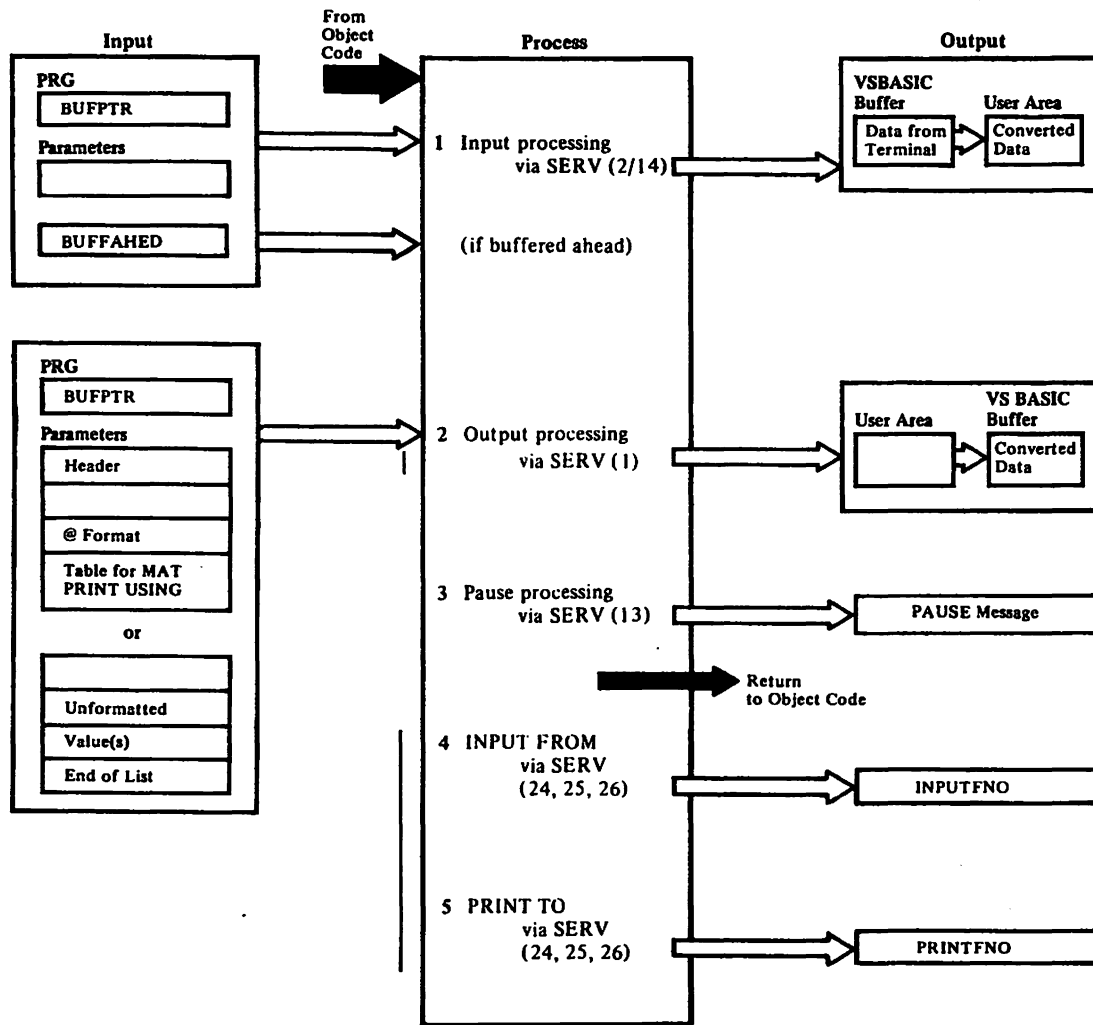 From
Object
Code
Input
Process
Output
PRG
BUFPTR
Parameters
BUFFAHED
1 Input processing
via SERV (2/14)
(if buffered ahead)
VSBASIC
Buffer
User Area
Data from
Terminal
Converted
Data
PRG
BUFPTR
Parameters
Header
@ Format
Table for MAT
PRINT USING
or
Unformatted
Value(s)
End of List
2 Output processing
via SERV (1)
User Area
VS BASIC
Buffer
Converted
Data
3 Pause processing
via SERV (13)
PAUSE Message
Return
to Object Code
4 INPUT FROM
via SERV
(24, 25, 26)
INPUTFNO
5 PRINT TO
via SERV
(24, 25, 26)
PRINTFNO